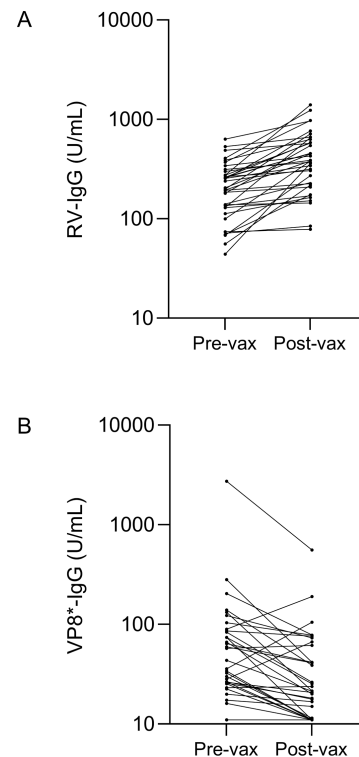 A
10000
1000
100
10
RV-IgG (U/mL)
Pre-vax Post-vax
B
10000
1000
100
10
VP8*-IgG (U/mL)
Pre-vax Post-vax